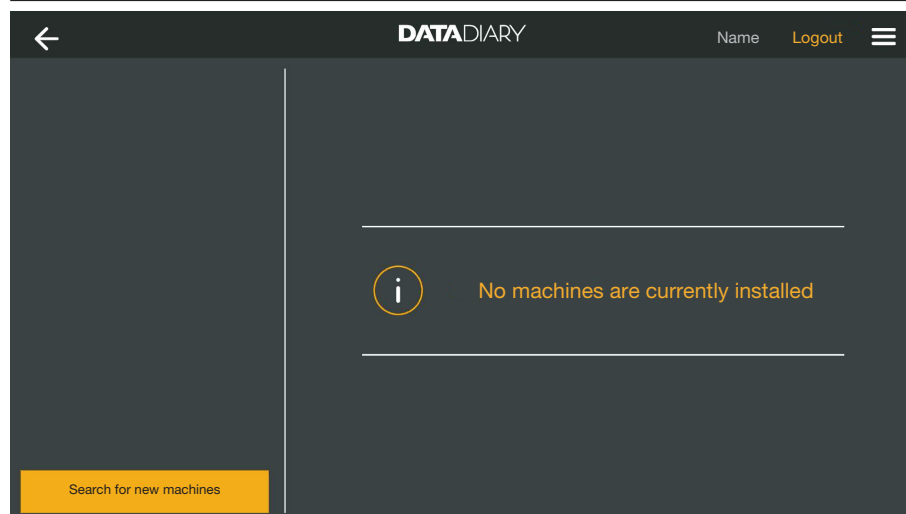 DATADIARY
Name
Logout
i
No machines are currently installed
Search for new machines